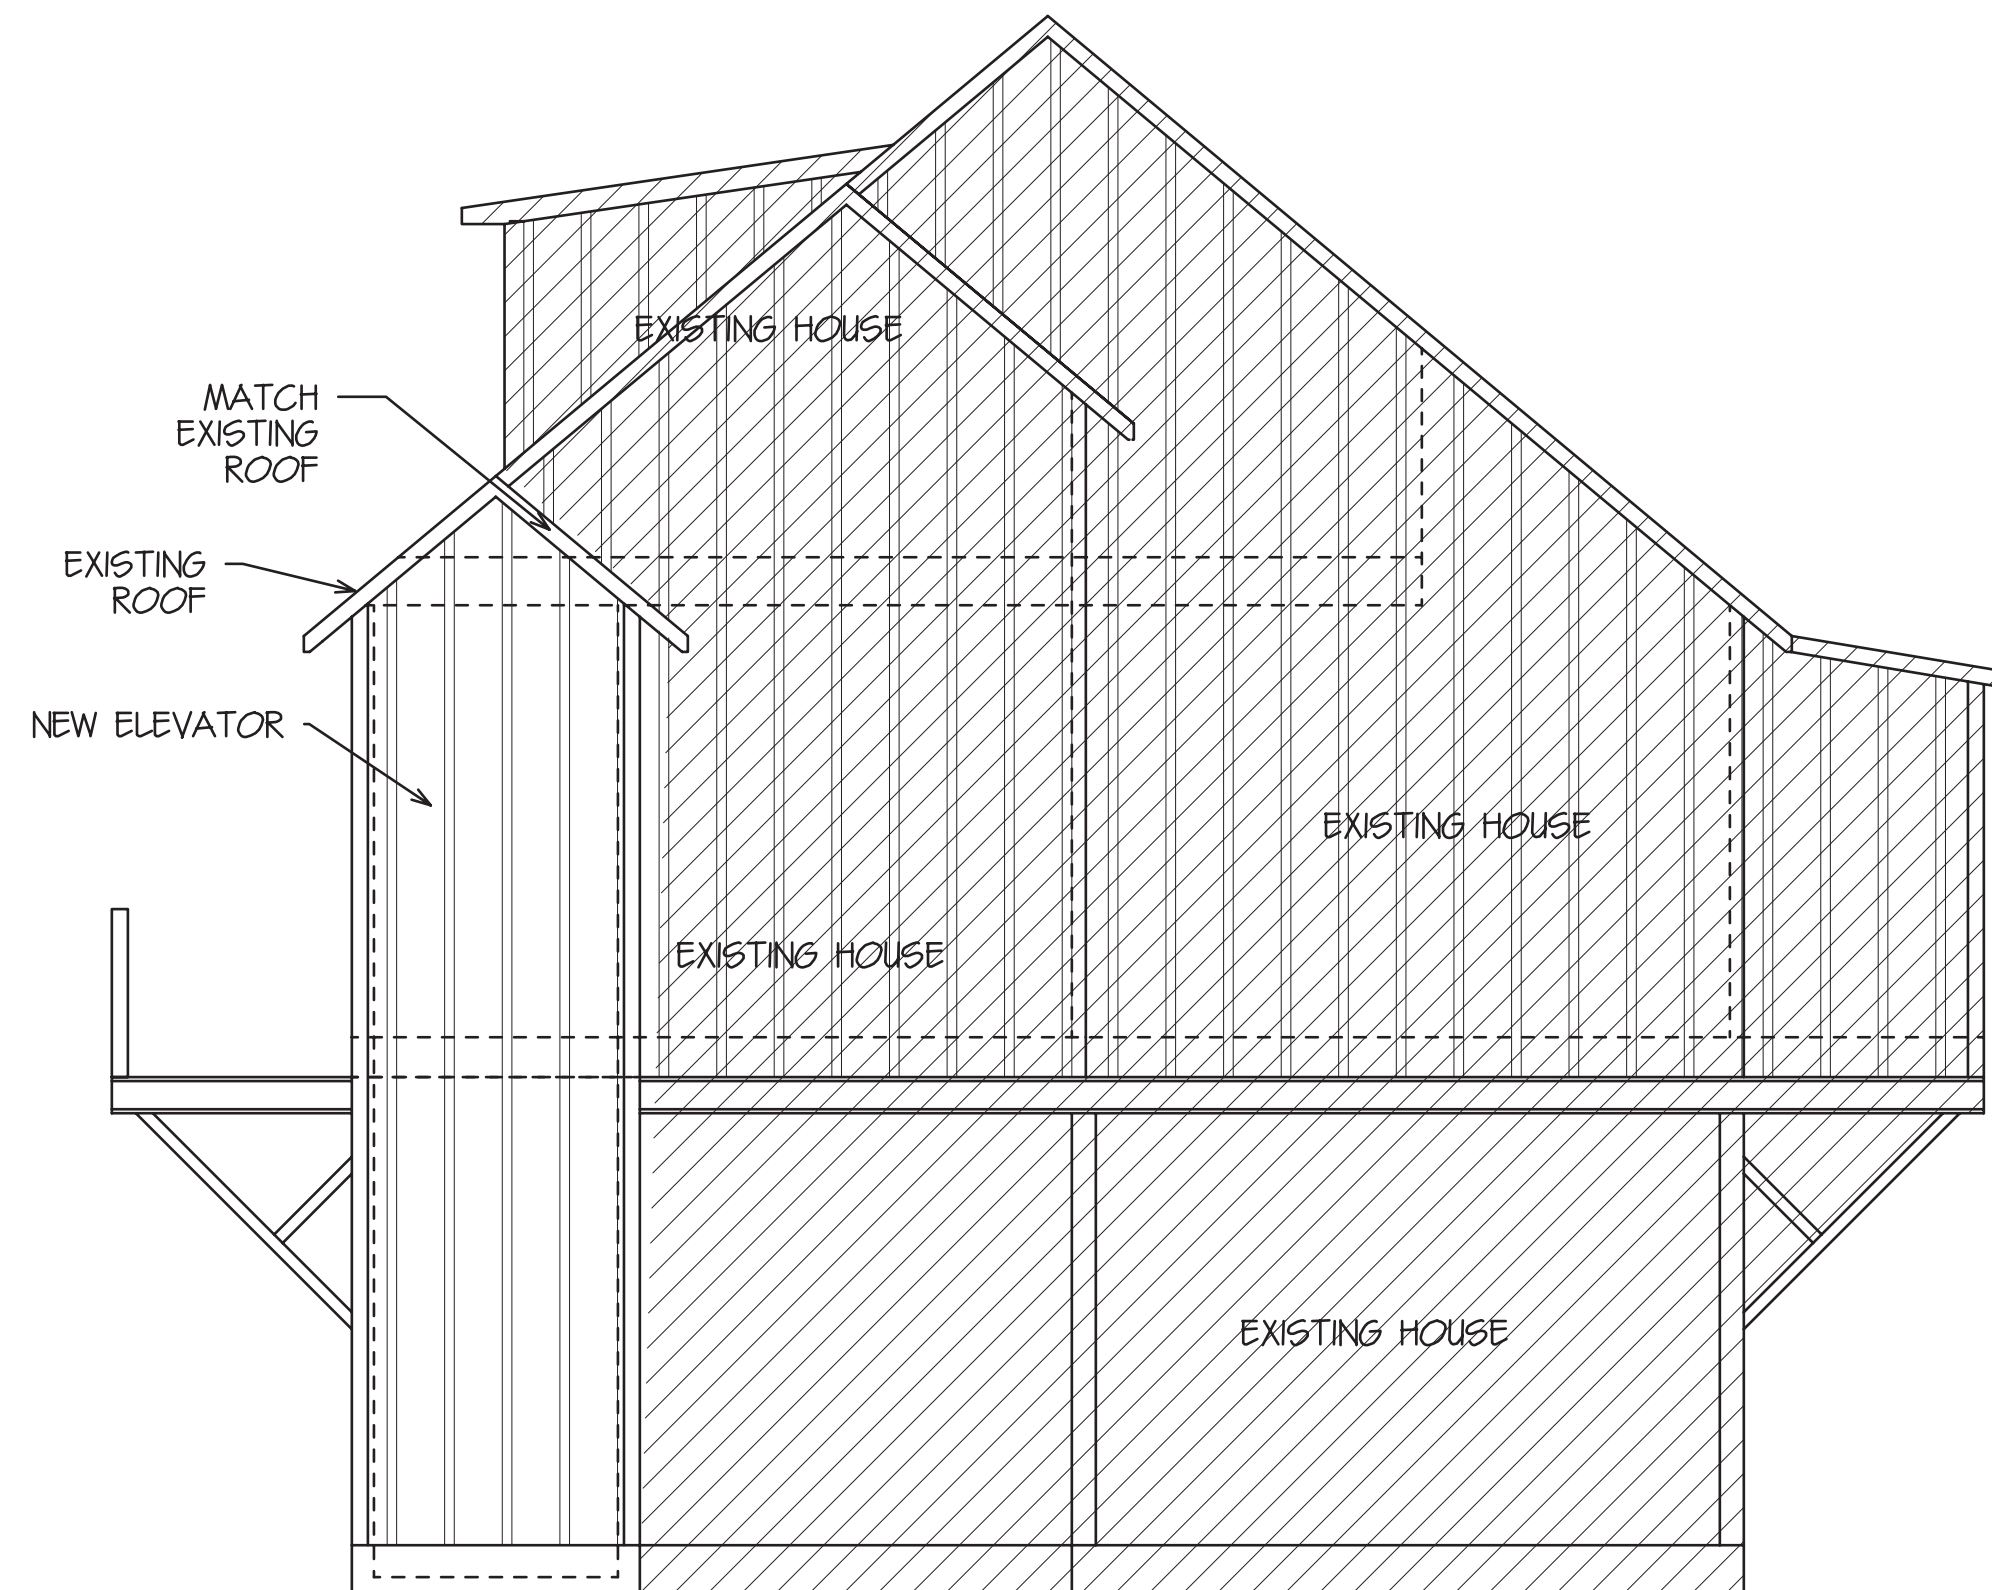 EXISTING HOUSE
MATCH
EXISTING
ROOF
EXISTING
ROOF
NEW ELEVATOR
EXISTING HOUSE
EXISTING HOUSE
EXISTING HOUSE